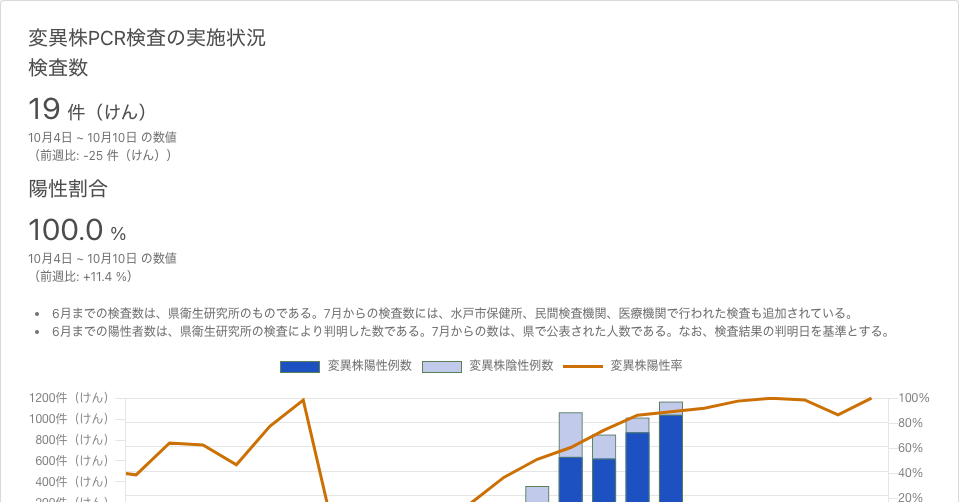 変異株PCR検査の実施状況
検査数
19 件（けん）
10月4日 ~ 10月10日 の数値
（前週比: -25 件（けん））
陽性割合
100.0 %
10月4日 ~ 10月10日 の数値
（前週比: +11.4 %）
• 6月までの検査数は、県衛生研究所のものである。7月からの検査数には、水戸市保健所、民間検査機関、医療機関で行われた検査も追加されている。
• 6月までの陽性者数は、県衛生研究所の検査により判明した数である。7月からの数は、県で公表された人数である。なお、検査結果の判明日を基準とする。
変異株陽性例数 変異株陰性例数 変異株陽性率
1200件（けん） 100%
1000件（けん） 80%
800件（けん） 60%
600件（けん） 40%
400件（けん） 20%
200件（けん）